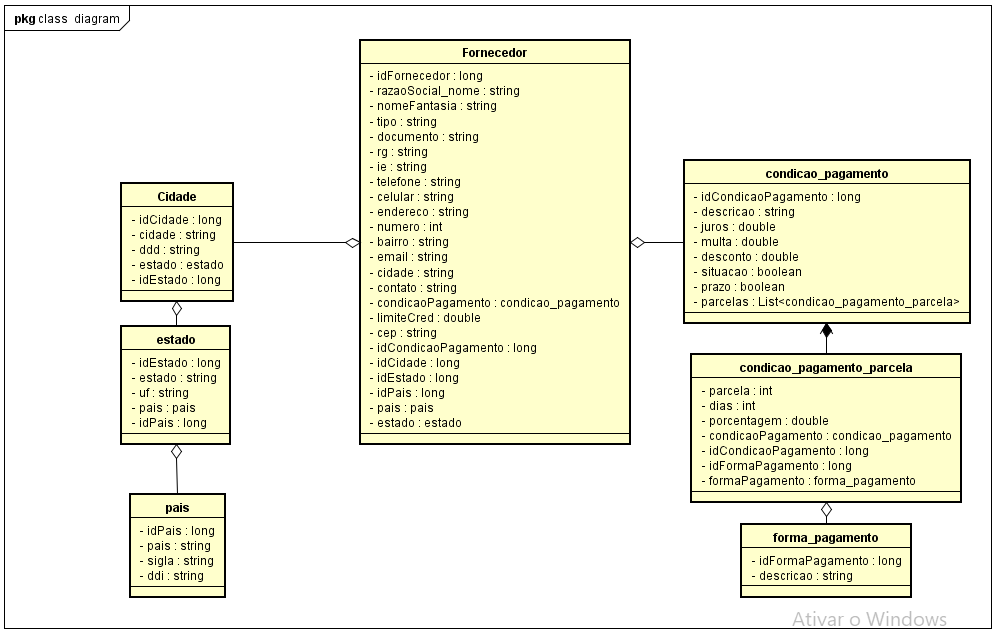 pkg class diagram
Fornecedor
- idFornecedor : long
- razaoSocial_nome : string
- nomeFantasia : string
- tipo : string
- documento : string
- rg : string
- ie : string
- telefone : string
- celular : string
- endereco : string
- numero : int
- bairro : string
- email : string
- cidade : string
- contato : string
- condicaoPagamento : condicao_pagamento
- limiteCred : double
- cep : string
- idCondicaoPagamento : long
- idCidade : long
- idEstado : long
- idPais : long
- pais : pais
- estado : estado
Cidade
- idCidade : long
- cidade : string
- ddd : string
- estado : estado
- idEstado : long
estado
- idEstado : long
- estado : string
- uf : string
- pais : pais
- idPais : long
pais
- idPais : long
- pais : string
- sigla : string
- ddi : string
condicao_pagamento
- idCondicaoPagamento : long
- descricao : string
- juros : double
- multa : double
- desconto : double
- situacao : boolean
- prazo : boolean
- parcelas : List<condicao_pagamento_parcela>
condicao_pagamento_parcela
- parcela : int
- dias : int
- porcentagem : double
- condicaoPagamento : condicao_pagamento
- idCondicaoPagamento : long
- idFormaPagamento : long
- formaPagamento : forma_pagamento
forma_pagamento
- idFormaPagamento : long
- descricao : string
Ativar o Windows